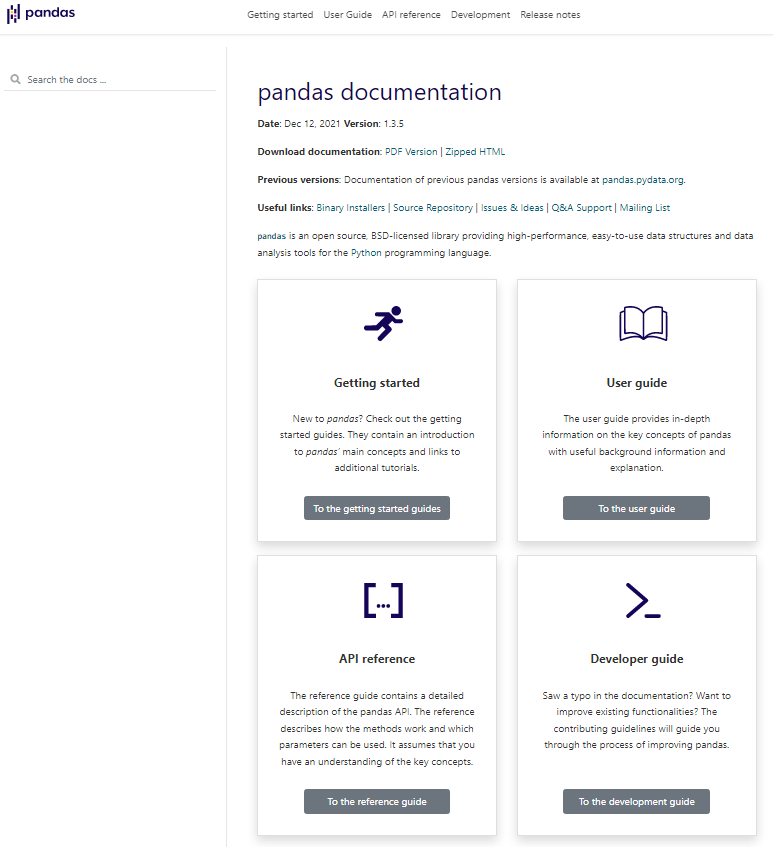 pandas
Getting started User Guide API reference Development Release notes
Search the docs ...
pandas documentation
Date: Dec 12, 2021 Version: 1.3.5
Download documentation: PDF Version | Zipped HTML
Previous versions: Documentation of previous pandas versions is available at pandas.pydata.org.
Useful links: Binary Installers | Source Repository | Issues & Ideas | Q&A Support | Mailing List
pandas is an open source, BSD-licensed library providing high-performance, easy-to-use data structures and data
analysis tools for the Python programming language.
Getting started
New to pandas? Check out the getting
started guides. They contain an introduction
to pandas' main concepts and links to
additional tutorials.
To the getting started guides
User guide
The user guide provides in-depth
information on the key concepts of pandas
with useful background information and
explanation.
To the user guide
[...]
API reference
The reference guide contains a detailed
description of the pandas API. The reference
describes how the methods work and which
parameters can be used. It assumes that you
have an understanding of the key concepts.
To the reference guide
>_
Developer guide
Saw a typo in the documentation? Want to
improve existing functionalities? The
contributing guidelines will guide you
through the process of improving pandas.
To the development guide